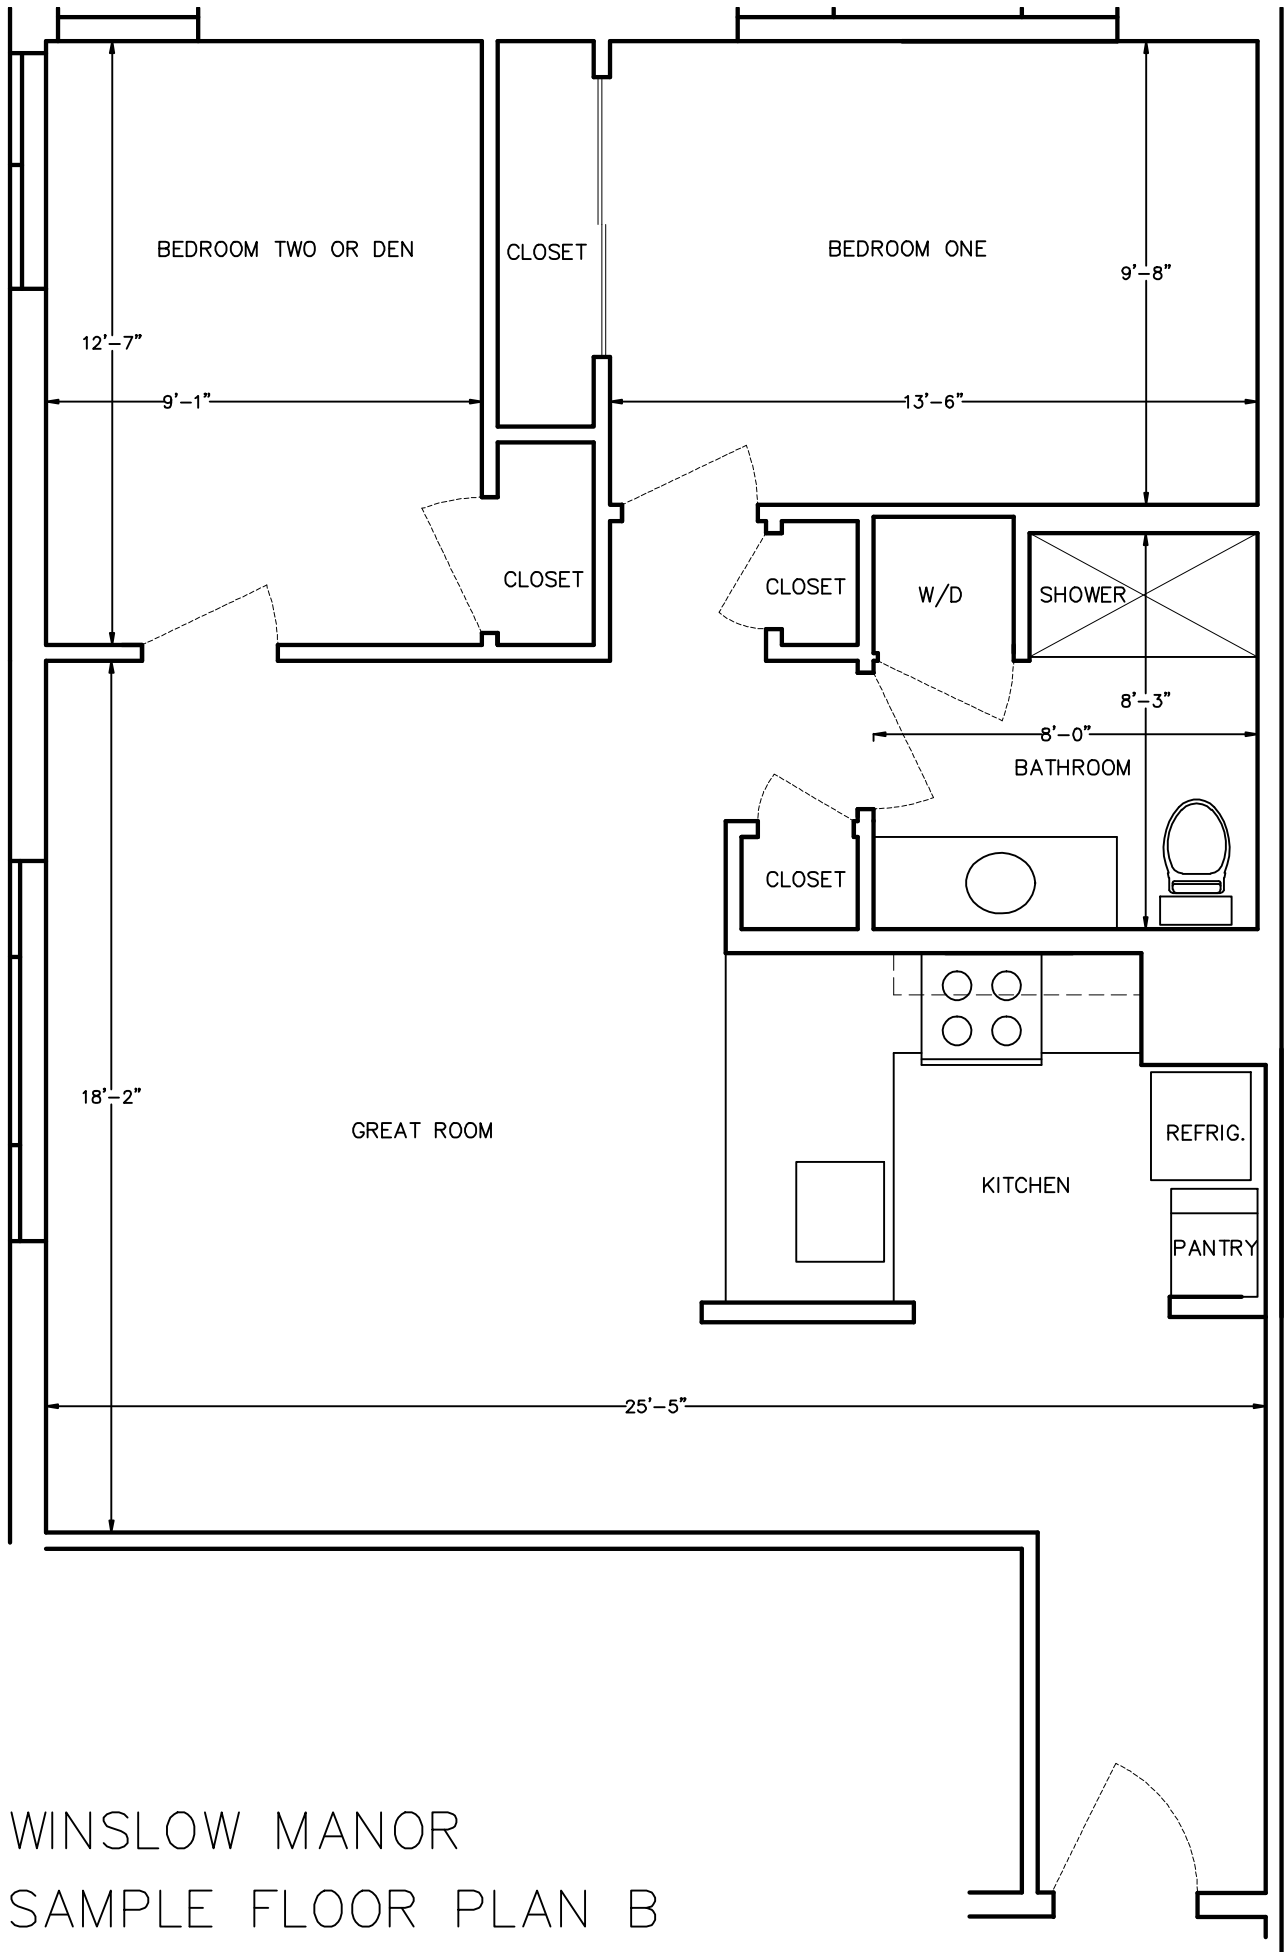 BEDROOM TWO OR DEN
CLOSET
BEDROOM ONE
9'-8"
12'-7"
9'-1"
13'-6"
CLOSET
CLOSET
W/D
SHOWER
8'-3"
8'-0"
BATHROOM
CLOSET
18'-2"
GREAT ROOM
REFRIG.
KITCHEN
PANTRY
25'-5"
WINSLOW MANOR
SAMPLE FLOOR PLAN B